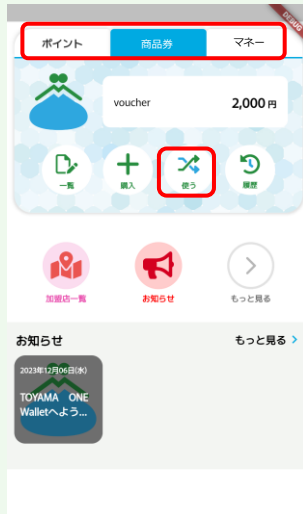 DEBUG
ポイント 商品券 マネー
voucher 2,000 円
一覧 購入 使う 履歴
加盟店一覧 お知らせ もっと見る
お知らせ もっと見る
2023年12月06日(水)
TOYAMA ONE
Walletへよう...